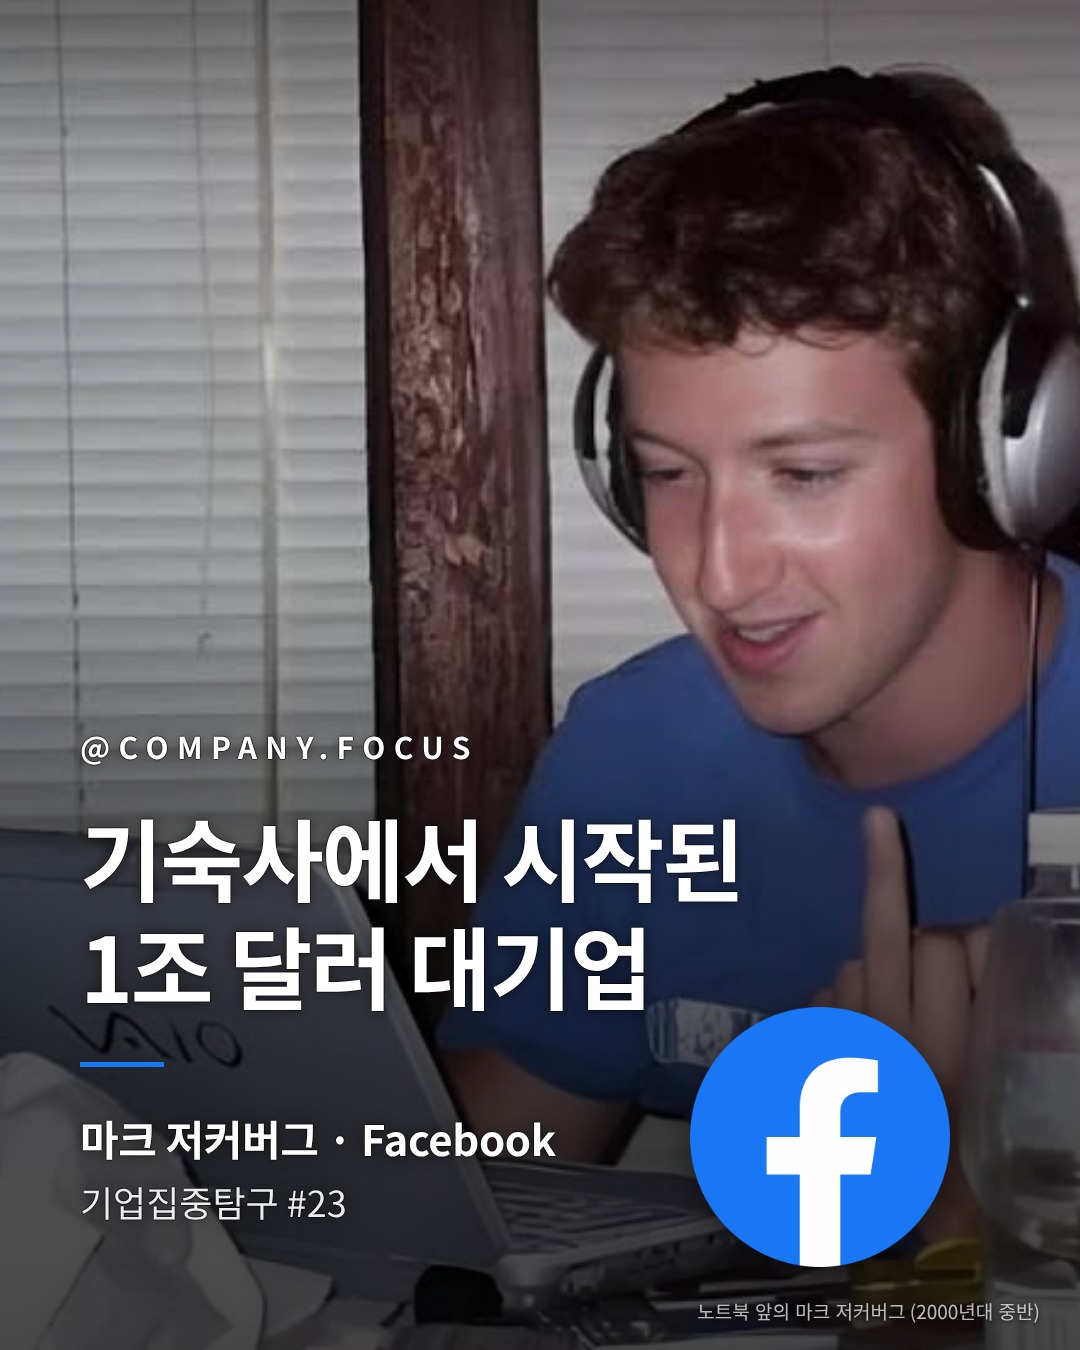 @COMPANY.FOCUS
기숙사에서 시작된
1조 달러 대기업
마크 저커버그 · Facebook
기업집중탐구 #23
노트북 앞의 마크 저커버그 (2000년대 중반)